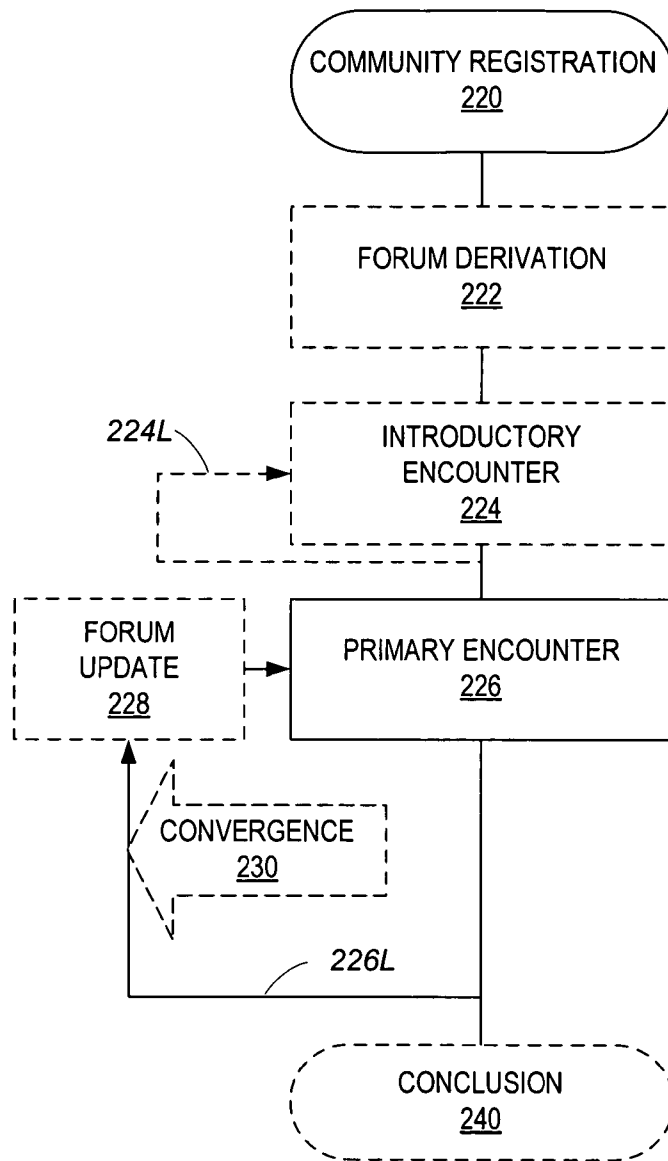 COMMUNITY REGISTRATION
220
FORUM DERIVATION
222
224L
INTRODUCTORY
ENCOUNTER
224
FORUM
UPDATE
228
PRIMARY ENCOUNTER
226
CONVERGENCE
230
226L
CONCLUSION
240